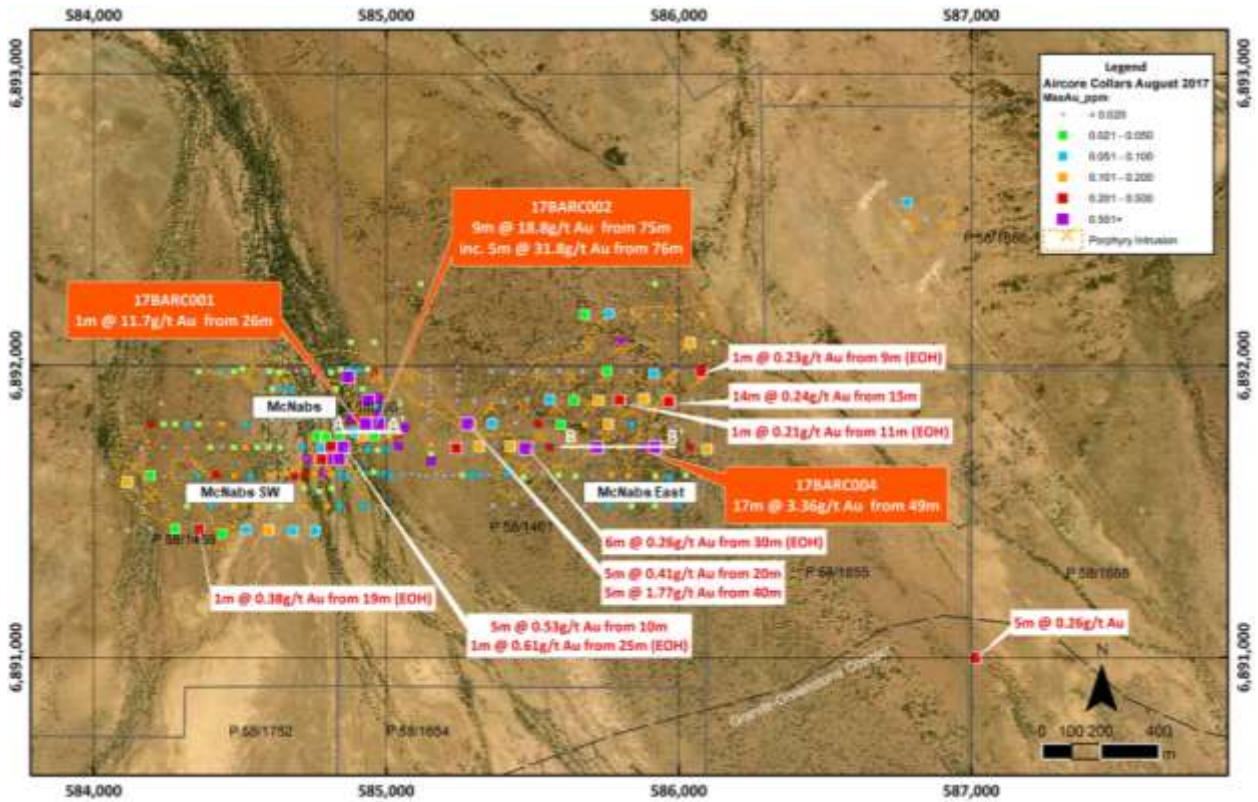 584,000
585,000
586,000
587,000
6,893,000
6,893,000
Legend
Aircore Collars August 2017
MaxAu_ppm
0.021 - 0.050
0.051 - 0.100
0.101 - 0.200
0.201 - 0.500
0.501+
Porphyry Intrusion
17BARC002
9m @ 18.8g/t Au from 75m
inc. 5m @ 31.8g/t Au from 76m
17BARC001
1m @ 11.7g/t Au from 26m
6,892,000
6,892,000
1m @ 0.23g/t Au from 9m (EOH)
14m @ 0.24g/t Au from 15m
1m @ 0.21g/t Au from 11m (EOH)
McNabs
A
A'
B
B'
McNabs SW
McNabs East
17BARC004
17m @ 3.36g/t Au from 49m
P 58/1461
6m @ 0.26g/t Au from 30m (EOH)
5m @ 0.41g/t Au from 20m
5m @ 1.77g/t Au from 40m
P 58/1655
1m @ 0.38g/t Au from 19m (EOH)
5m @ 0.53g/t Au from 10m
1m @ 0.61g/t Au from 25m (EOH)
5m @ 0.26g/t Au
6,891,000
6,891,000
N
P.58/1752
P.58/1654
0 100 200 400
m
584,000
585,000
586,000
587,000